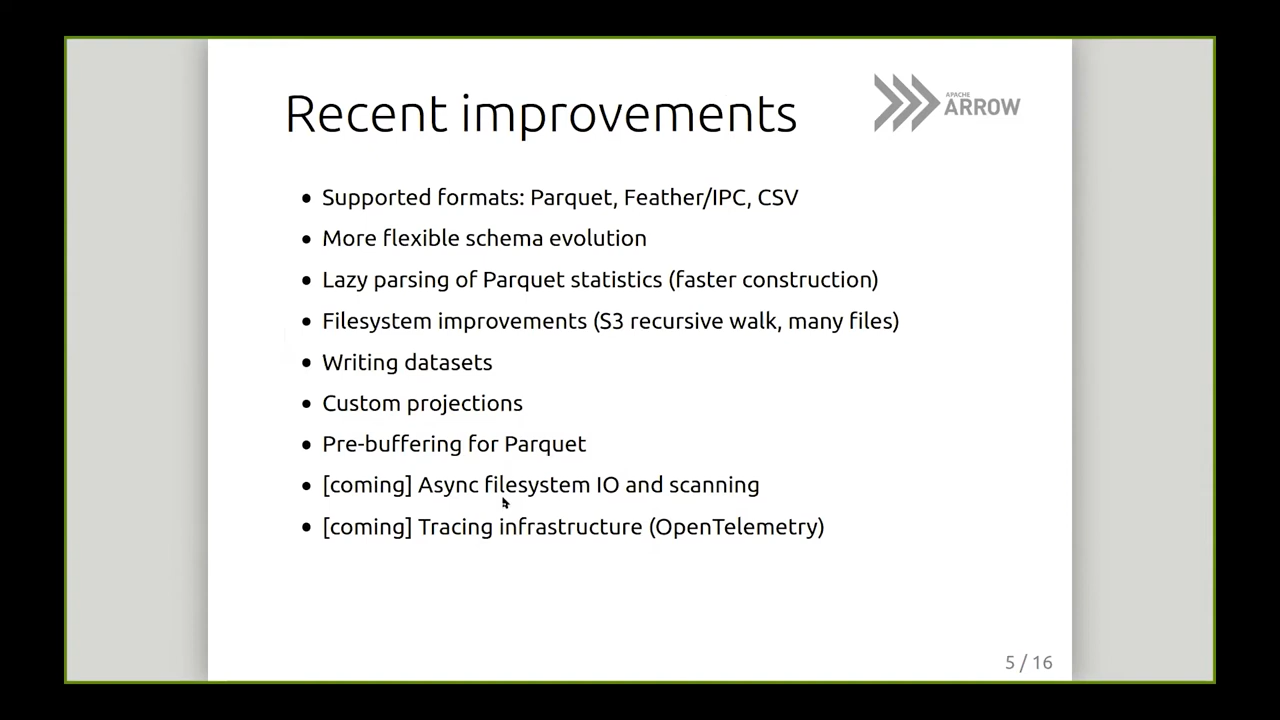 Recent improvements
APACHE
ARROW
• Supported formats: Parquet, Feather/IPC, CSV
• More flexible schema evolution
• Lazy parsing of Parquet statistics (faster construction)
• Filesystem improvements (S3 recursive walk, many files)
• Writing datasets
• Custom projections
• Pre-buffering for Parquet
• [coming] Async filesystem IO and scanning
• [coming] Tracing infrastructure (OpenTelemetry)
5 / 16